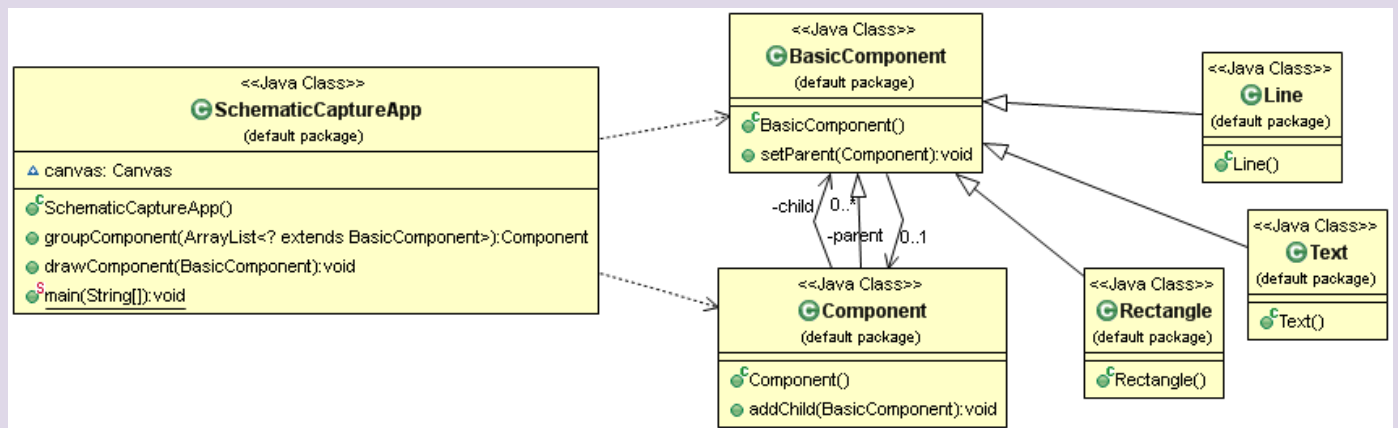 <<Java Class>>
SchematicCaptureApp
(default package)
canvas: Canvas
SchematicCaptureApp()
groupComponent(ArrayList<? extends BasicComponent>):Component
drawComponent(BasicComponent):void
main(String[]):void
<<Java Class>>
BasicComponent
(default package)
BasicComponent()
setParent(Component):void
-child
0..*
-parent
0..1
<<Java Class>>
Component
(default package)
Component()
addChild(BasicComponent):void
<<Java Class>>
Line
(default package)
Line()
<<Java Class>>
Text
(default package)
Text()
<<Java Class>>
Rectangle
(default package)
Rectangle()